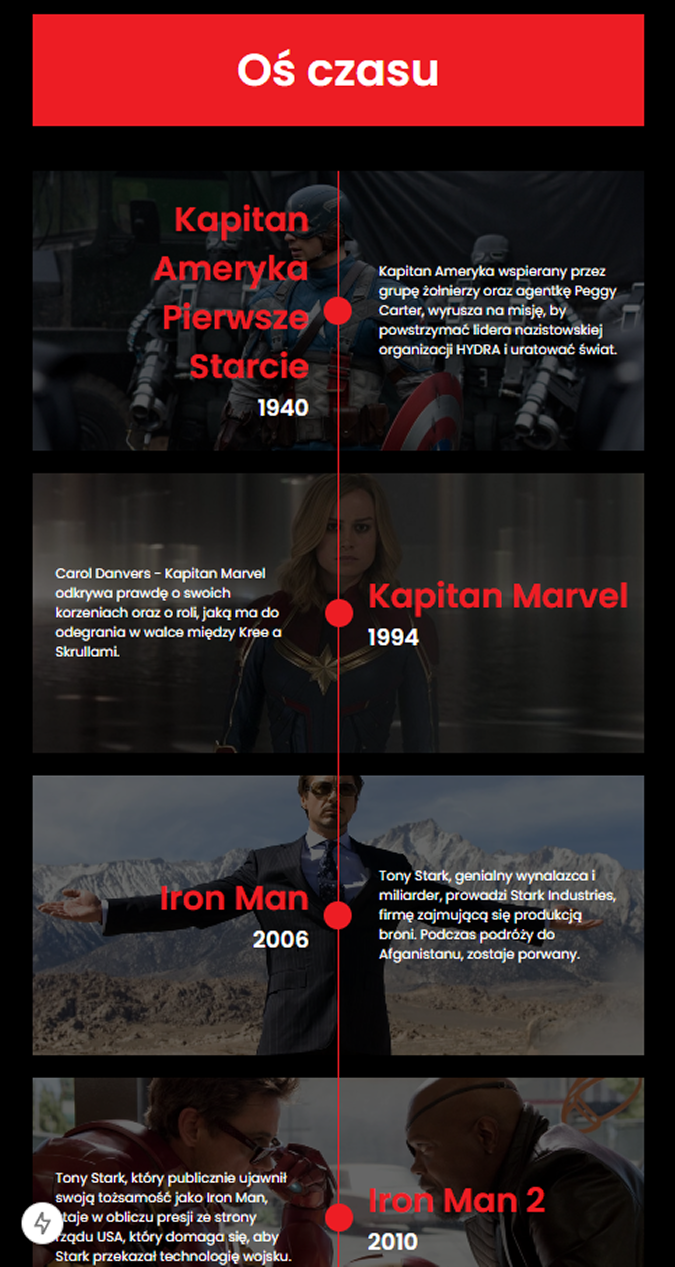 Oś czasu
Kapitan
Ameryka
Pierwsze
Starcie
1940
Kapitan Ameryka wspierany przez
grupę żołnierzy oraz agentkę Peggy
Carter, wyrusza na misję, by
powstrzymać lidera nazistowskiej
organizacji HYDRA i uratować świat.
Carol Danvers - Kapitan Marvel
odkrywa prawdę o swoich
korzeniach oraz o roli, jaką ma do
odegrania w walce między Kree a
Skrullami.
Kapitan Marvel
1994
Iron Man
2006
Tony Stark, genialny wynalazca i
miliarder, prowadzi Stark Industries,
firmę zajmującą się produkcją
broni. Podczas podróży do
Afganistanu, zostaje porwany.
Tony Stark, który publicznie ujawnił
swoją tożsamość jako Iron Man,
staje w obliczu presji ze strony
rządu USA, który domaga się, aby
Stark przekazał technologię wojsku.
Iron Man 2
2010